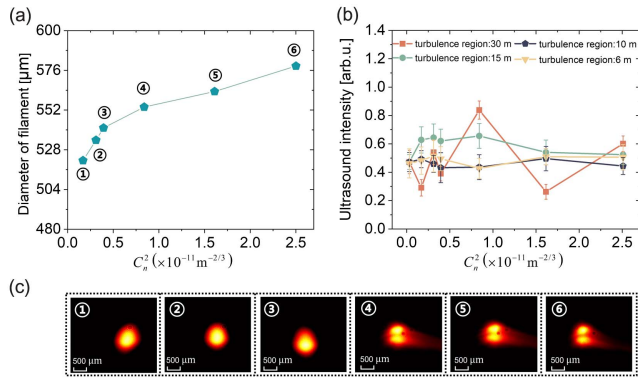 (a)
Diameter of filament [μm]
600
576
552
528
504
480
① ② ③ ④ ⑤ ⑥
0.0 0.5 1.0 1.5 2.0 2.5
C_n^2 (×10^-11 m^-2/3)
(b)
Ultrasound intensity [arb.u.]
1.4
1.2
1.0
0.8
0.6
0.4
0.2
0.0
turbulence region:30 m turbulence region:10 m
turbulence region:15 m turbulence region:6 m
0.0 0.5 1.0 1.5 2.0 2.5
C_n^2 (×10^-11 m^-2/3)
(c)
① ② ③ ④ ⑤ ⑥
500 μm 500 μm 500 μm 500 μm 500 μm 500 μm